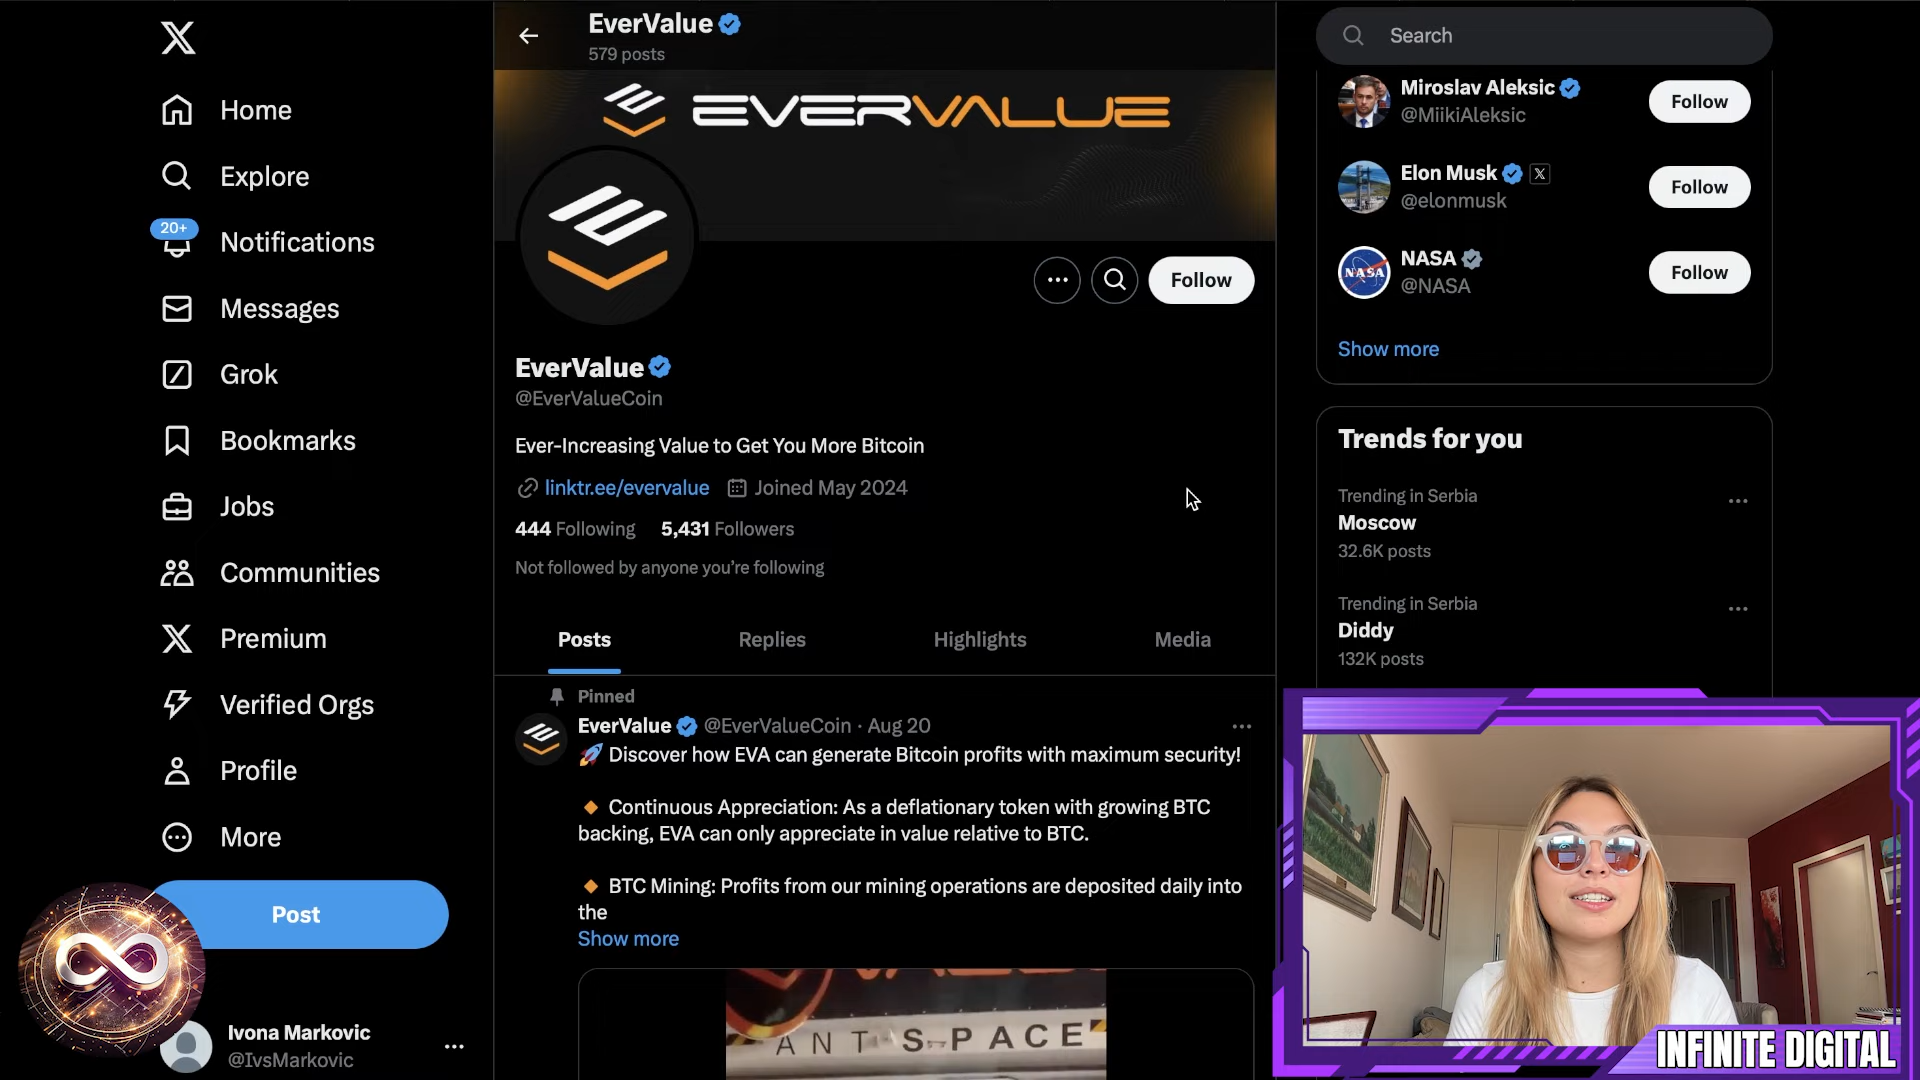 Home
Explore
20+
Notifications
Messages
Grok
Bookmarks
Jobs
Communities
Premium
Verified Orgs
Profile
More
Post
Ivona Markovic
@IvsMarkovic
EverValue
579 posts
EVERVALUE
Follow
EverValue
@EverValueCoin
Ever-Increasing Value to Get You More Bitcoin
linktr.ee/evervalue Joined May 2024
444 Following 5,431 Followers
Not followed by anyone you’re following
Posts Replies Highlights Media
Pinned
EverValue @EverValueCoin · Aug 20
Discover how EVA can generate Bitcoin profits with maximum security!
Continuous Appreciation: As a deflationary token with growing BTC
backing, EVA can only appreciate in value relative to BTC.
BTC Mining: Profits from our mining operations are deposited daily into
the
Show more
ANT SPACE
Search
Miroslav Aleksic
@MiikiAleksic
Follow
Elon Musk
@elonmusk
Follow
NASA
NASA
@NASA
Follow
Show more
Trends for you
Trending in Serbia
Moscow
32.6K posts
Trending in Serbia
Diddy
132K posts
INFINITE DIGITAL